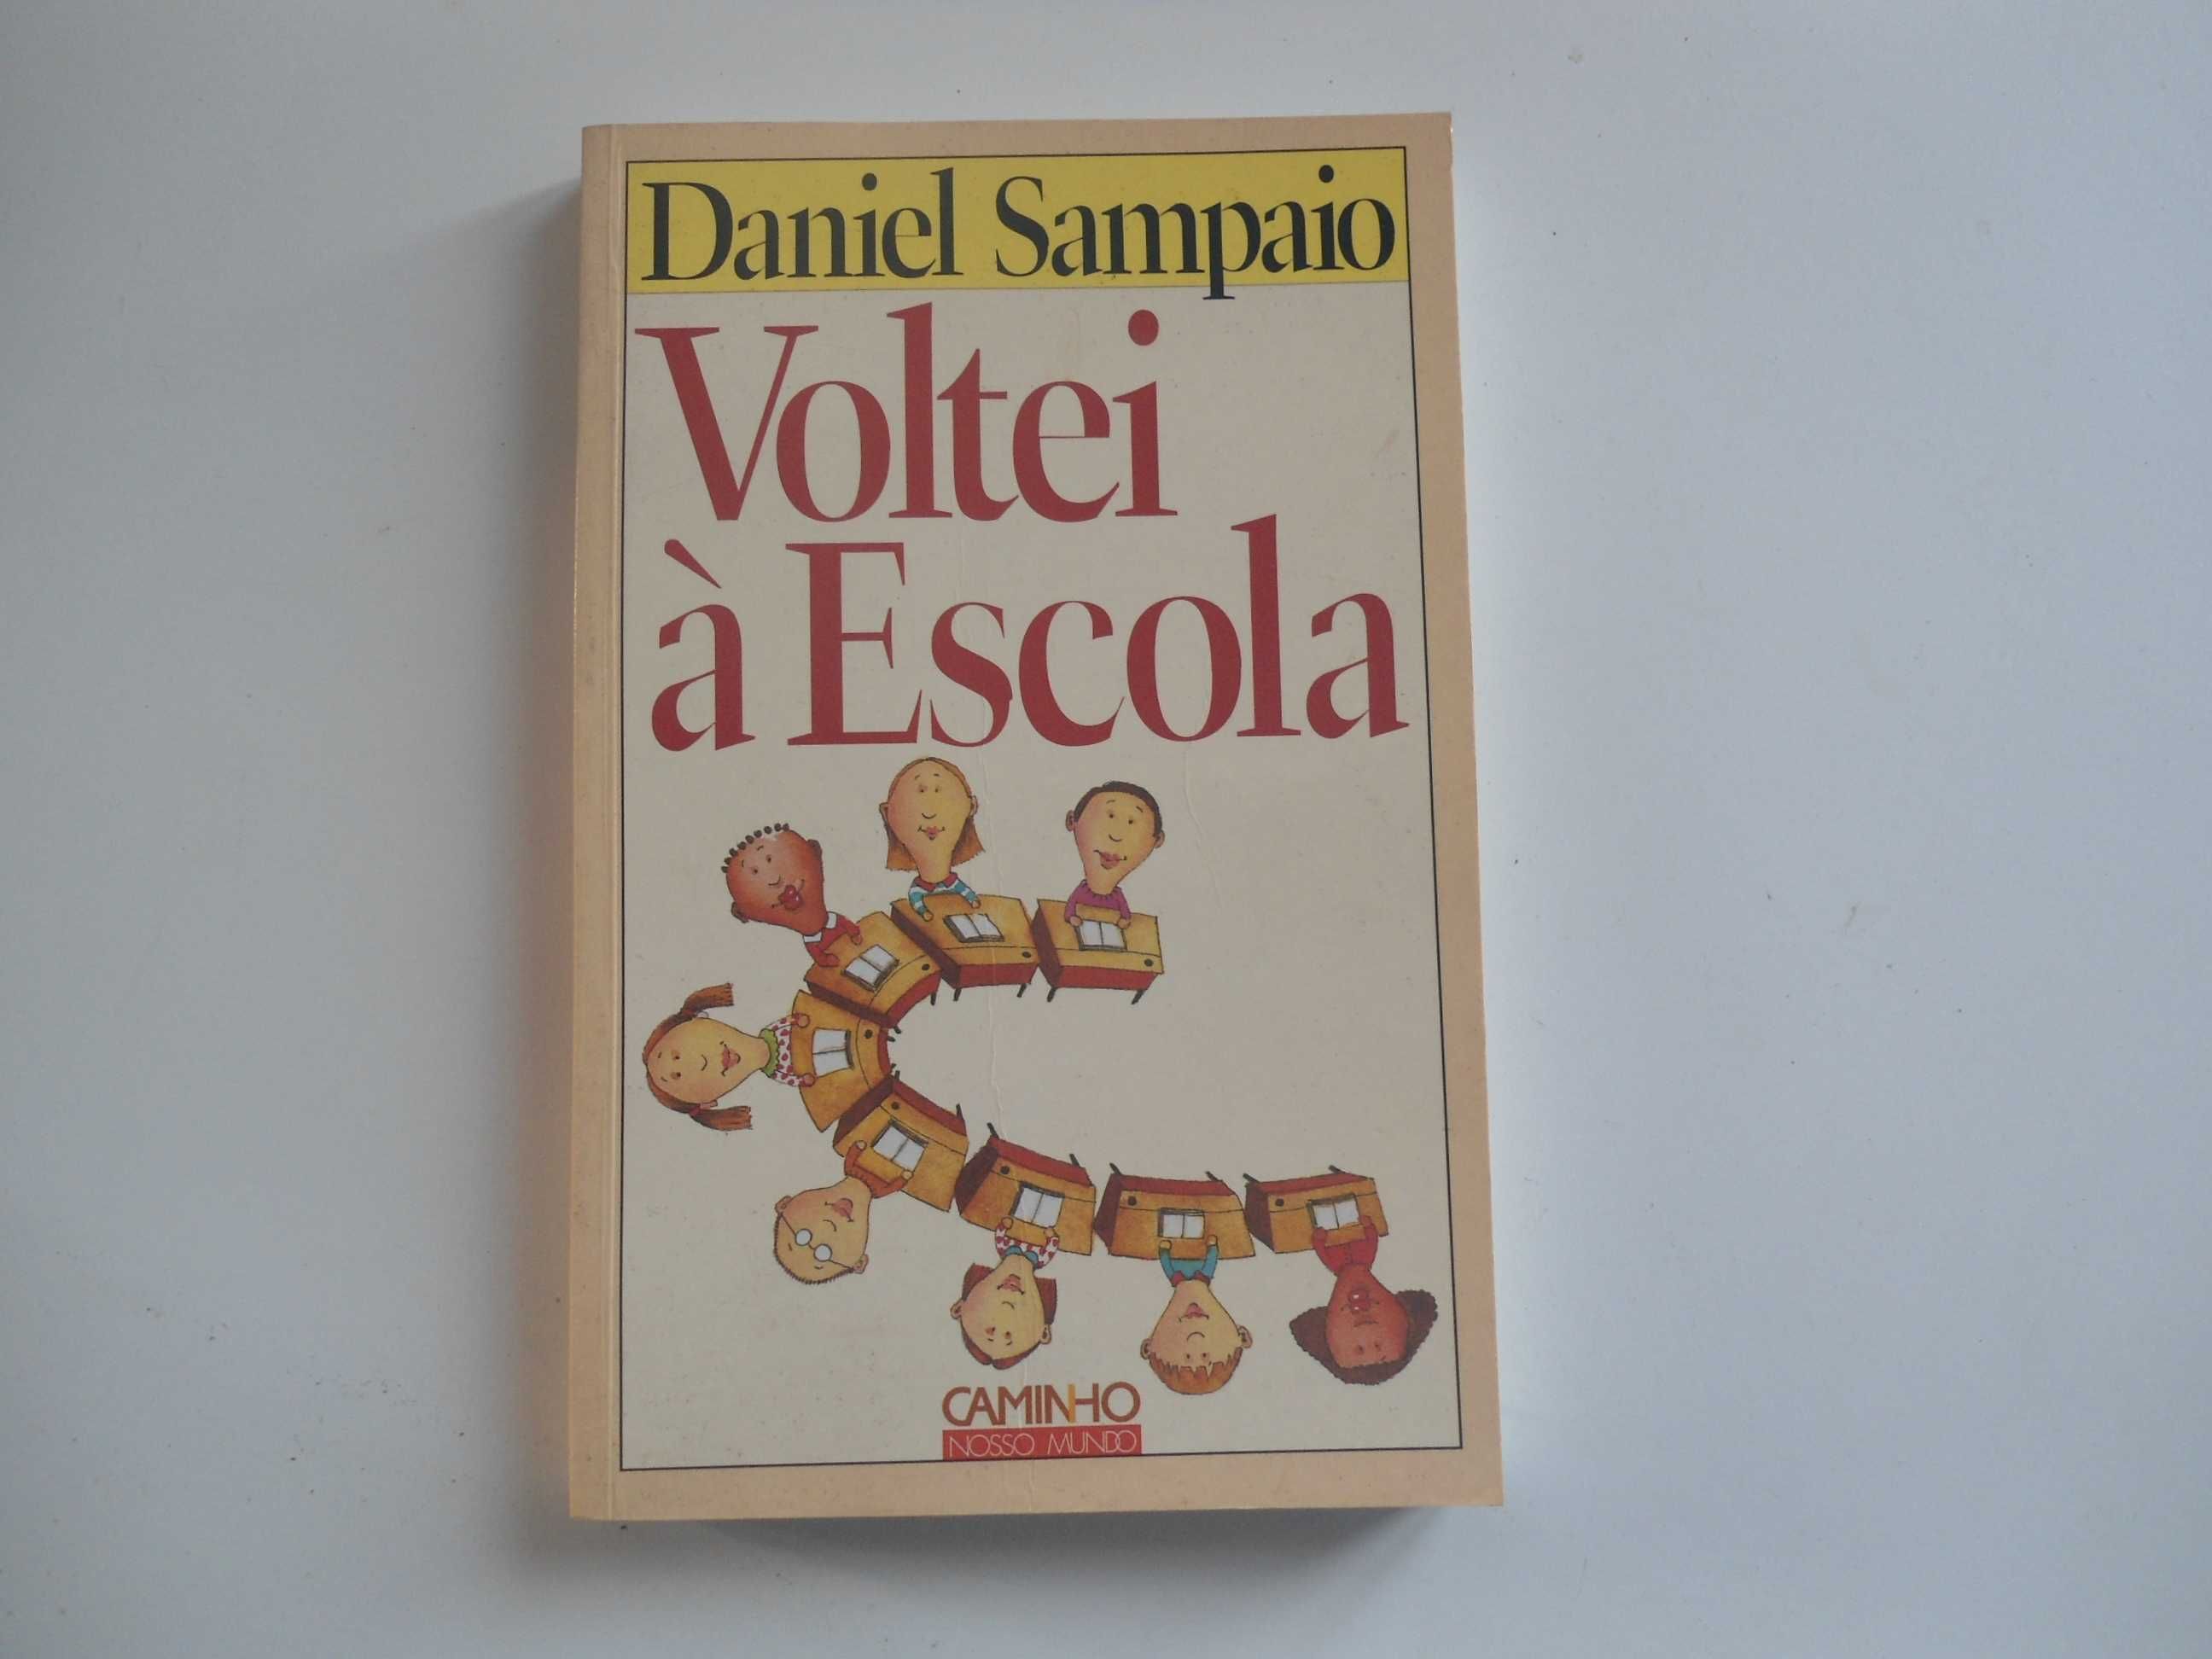 Daniel Sampaio
Voltei
à Escola
CAMINHO
NOSSO MUNDO